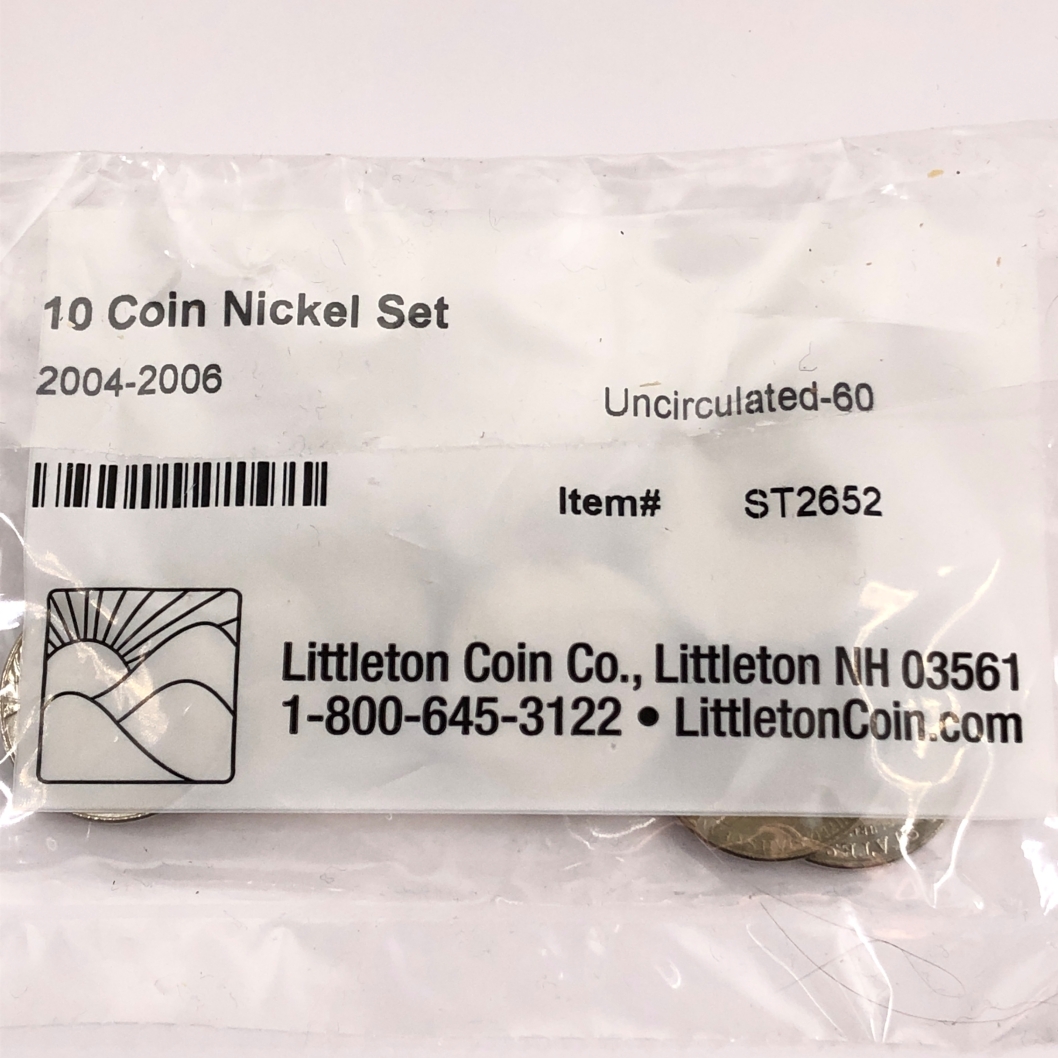 10 Coin Nickel Set
2004-2006
Uncirculated-60
Item# ST2652
Littleton Coin Co., Littleton NH 03561
1-800-645-3122 • LittletonCoin.com